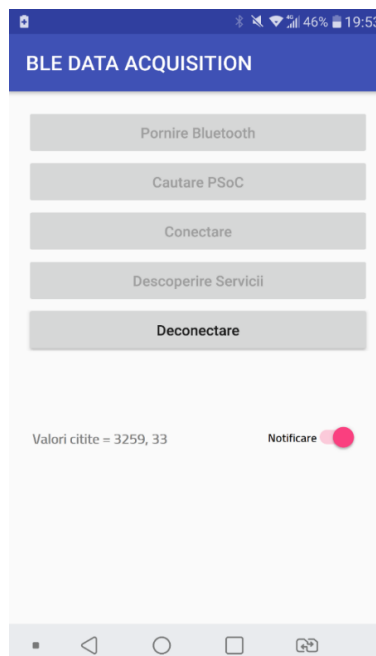 46% 19:53
BLE DATA ACQUISITION
Pornire Bluetooth
Cautare PSoC
Conectare
Descoperire Servicii
Deconectare
Valori citite = 3259, 33
Notificare